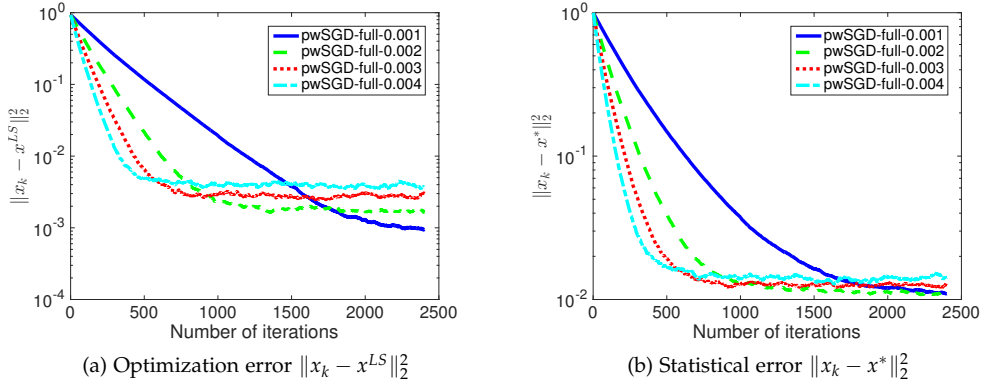 10^0
10^-1
10^-2
10^-3
10^-4
‖x_k − x^{LS}‖_2^2
pwSGD-full-0.001
pwSGD-full-0.002
pwSGD-full-0.003
pwSGD-full-0.004
0 500 1000 1500 2000 2500
Number of iterations
(a) Optimization error ‖x_k − x^{LS}‖_2^2
10^0
10^-1
10^-2
‖x_k − x^*‖_2^2
pwSGD-full-0.001
pwSGD-full-0.002
pwSGD-full-0.003
pwSGD-full-0.004
0 500 1000 1500 2000 2500
Number of iterations
(b) Statistical error ‖x_k − x^*‖_2^2